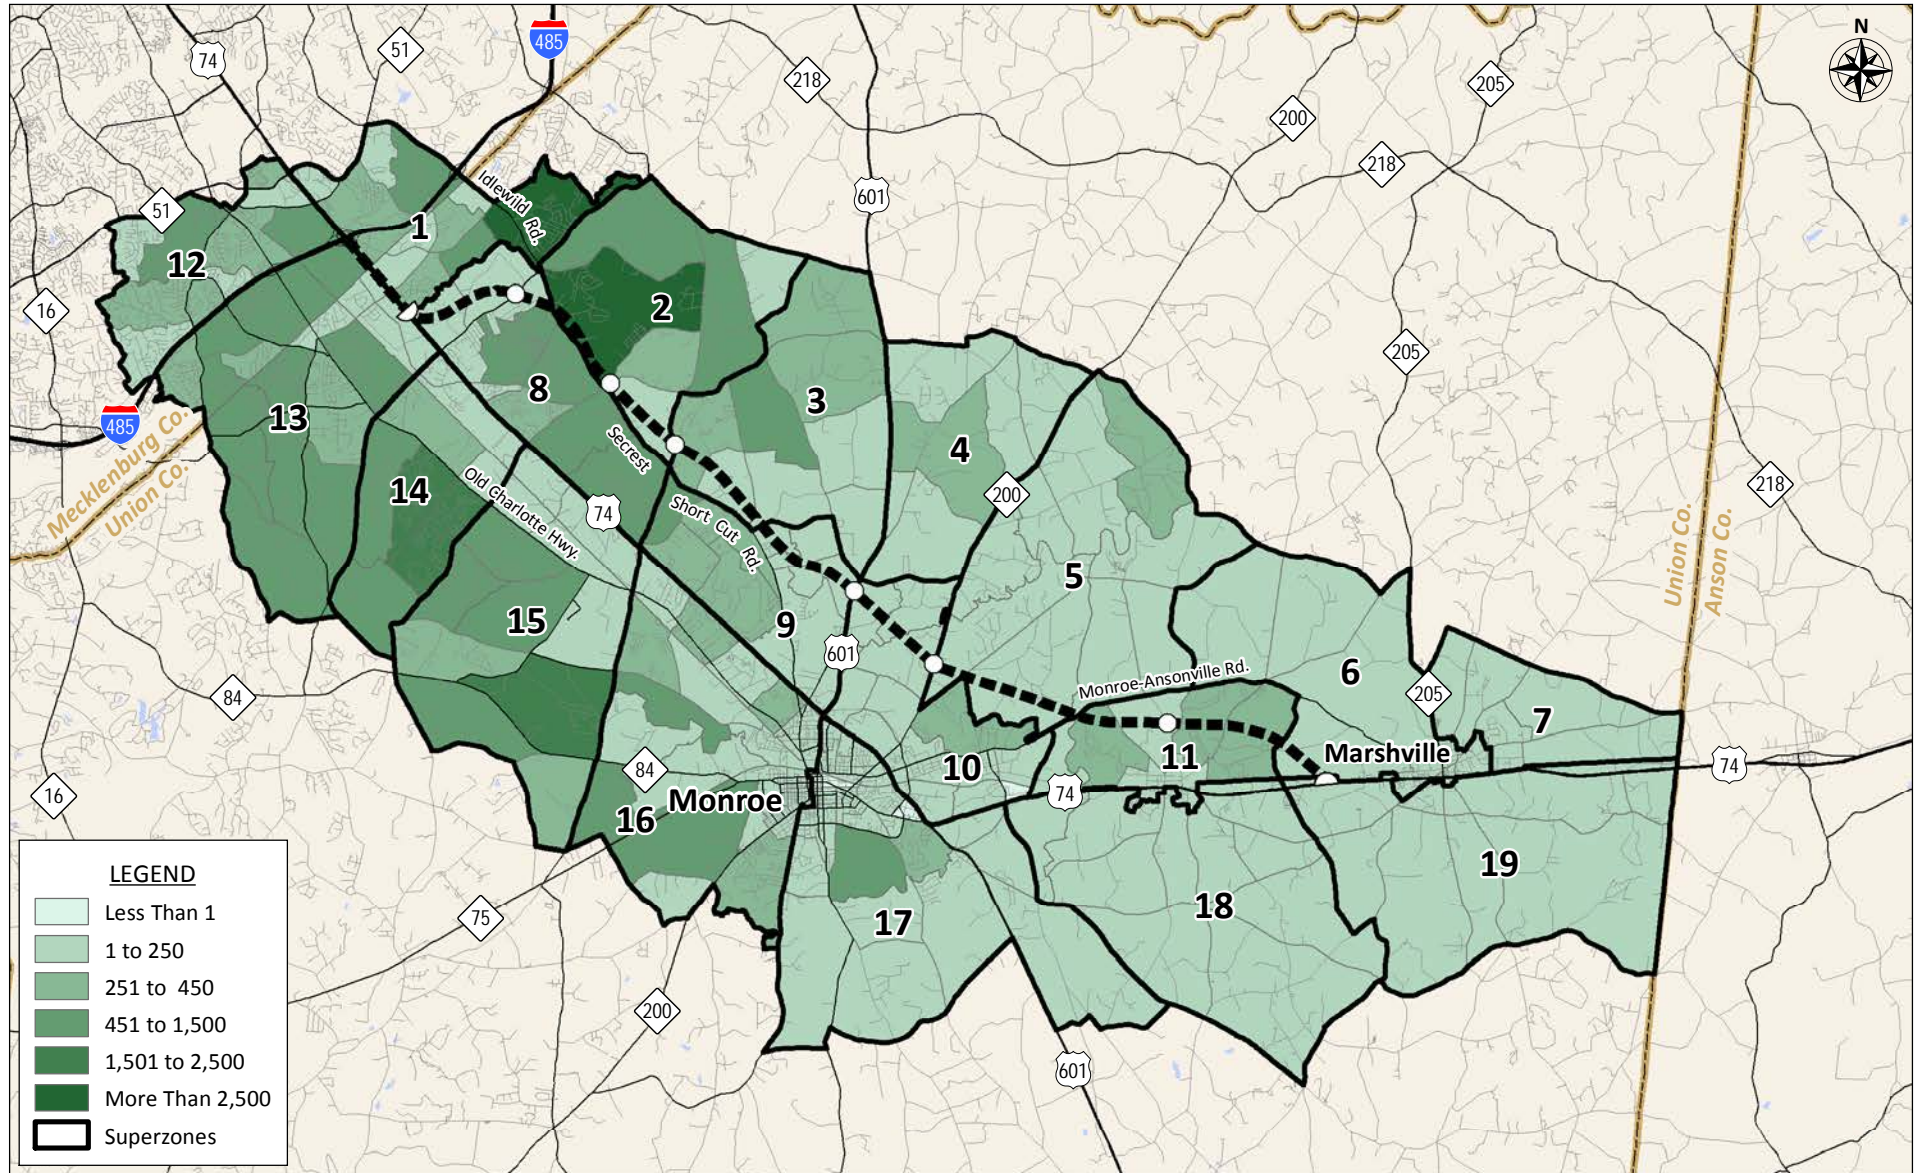 N
485
74
51
218
205
200
218
601
51
Idlewild Rd.
1
12
2
16
205
8
3
13
485
Mecklenburg Co.
Union Co.
4
14
Secrest
Short Cut Rd.
Old Charlotte Hwy.
74
200
218
Union Co.
Anson Co.
5
15
9
601
Monroe-Ansonville Rd.
6
205
84
7
Marshville
11
10
84
74
74
Monroe
16
16
19
18
17
75
200
601
LEGEND
Less Than 1
1 to 250
251 to 450
451 to 1,500
1,501 to 2,500
More Than 2,500
Superzones